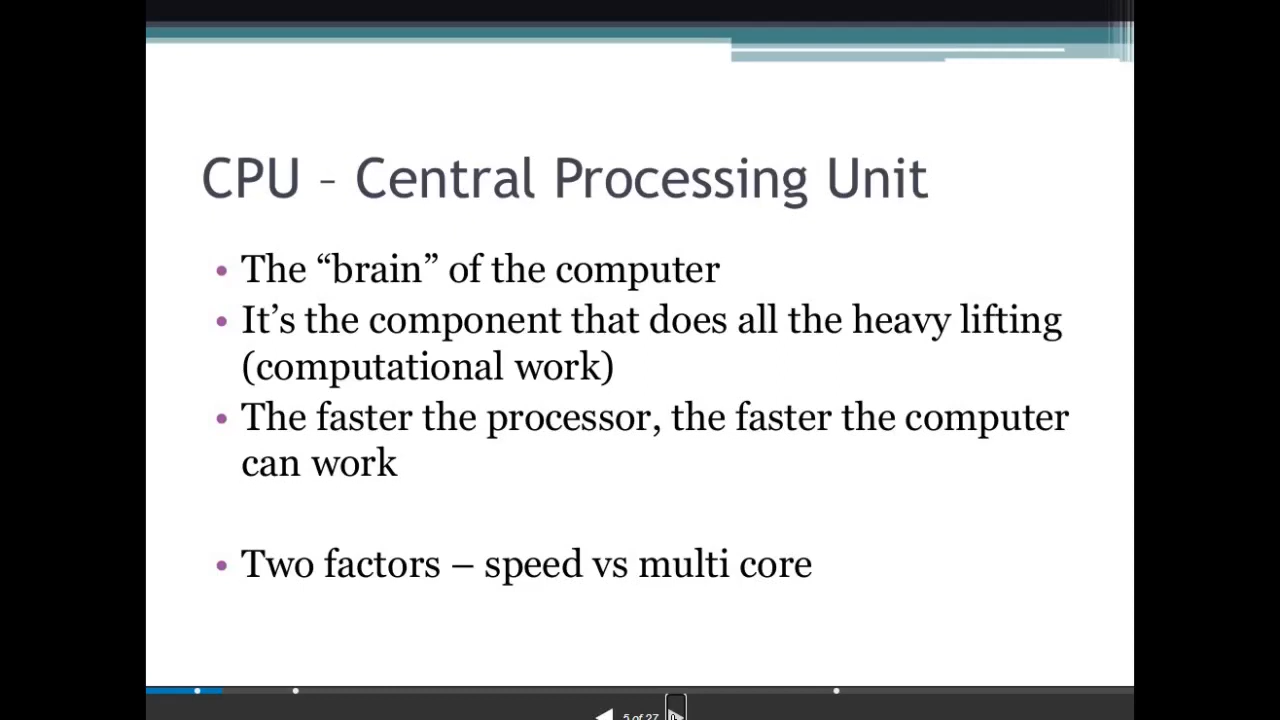 CPU – Central Processing Unit
• The “brain” of the computer
• It’s the component that does all the heavy lifting
(computational work)
• The faster the processor, the faster the computer
can work
• Two factors – speed vs multi core
5 of 27